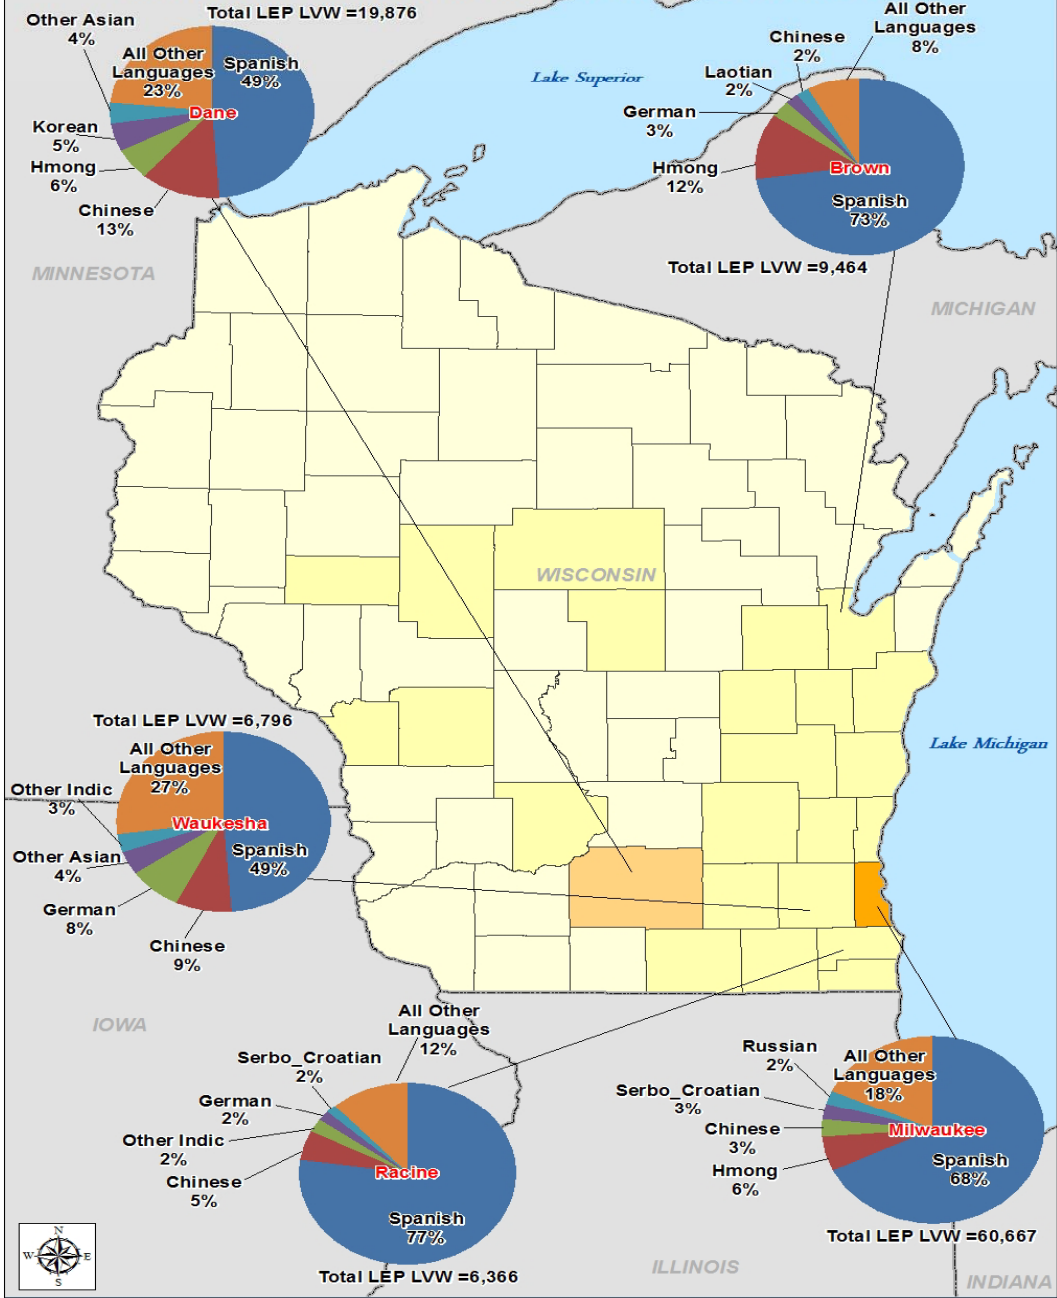 Total LEP LVW =19,876
Other Asian
4%
All Other
Languages
23%
Spanish
49%
Dane
Korean
5%
Hmong
6%
Chinese
13%
Lake Superior
All Other
Languages
8%
Chinese
2%
Laotian
2%
German
3%
Hmong
12%
Brown
Spanish
73%
Total LEP LVW =9,464
MINNESOTA
MICHIGAN
WISCONSIN
Lake Michigan
Total LEP LVW =6,796
All Other
Languages
27%
Other Indic
3%
Waukesha
Spanish
49%
Other Asian
4%
German
8%
Chinese
9%
IOWA
All Other
Languages
12%
Serbo_Croatian
2%
German
2%
Other Indic
2%
Chinese
5%
Racine
Spanish
77%
Total LEP LVW =6,366
Russian
2%
All Other
Languages
18%
Serbo_Croatian
3%
Chinese
3%
Hmong
6%
Milwaukee
Spanish
68%
Total LEP LVW =60,667
N
W
E
S
ILLINOIS
INDIANA